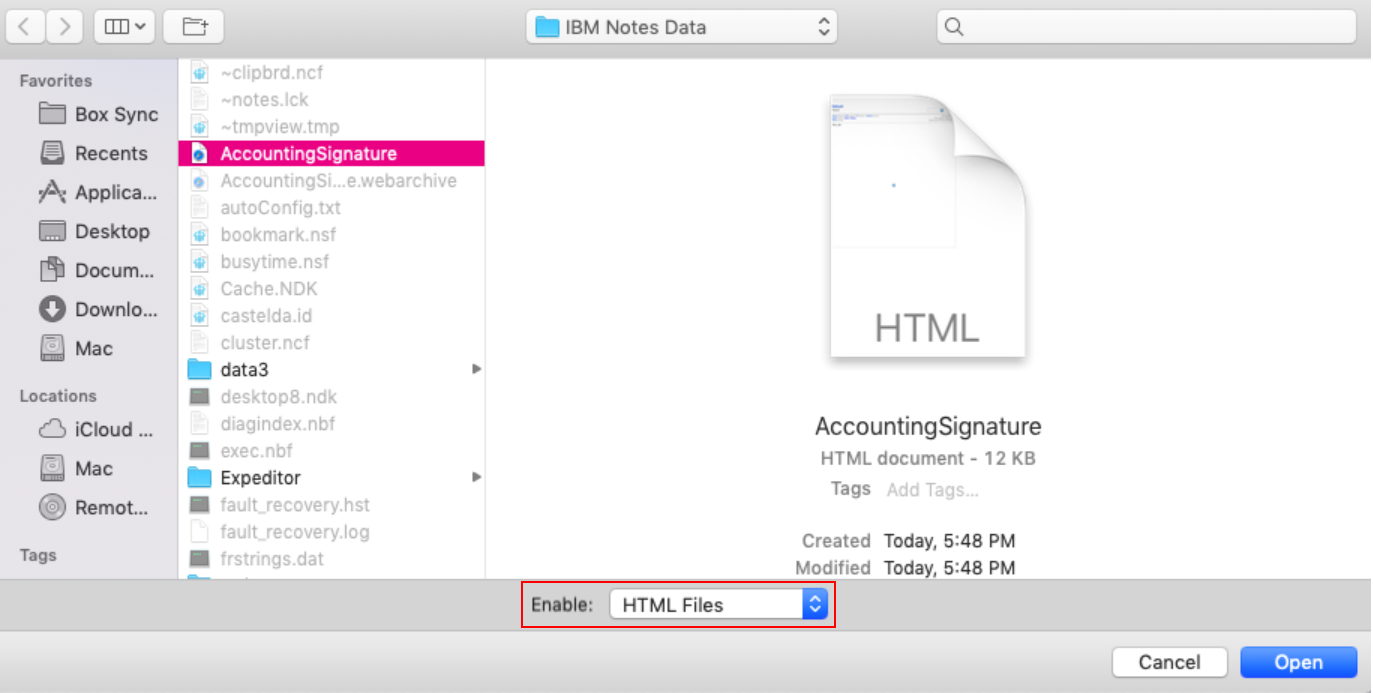 IBM Notes Data
Favorites
Box Sync
Recents
Applica...
Desktop
Docum...
Downlo...
Mac
Locations
iCloud ...
Mac
Remot...
Tags
~clipbrd.ncf
~notes.lck
~tmpview.tmp
AccountingSignature
AccountingSi...e.webarchive
autoConfig.txt
bookmark.nsf
busytime.nsf
Cache.NDK
castelda.id
cluster.ncf
data3
desktop8.ndk
diagindex.nbf
exec.nbf
Expeditor
fault_recovery.hst
fault_recovery.log
frstrings.dat
HTML
AccountingSignature
HTML document - 12 KB
Tags Add Tags...
Created Today, 5:48 PM
Modified Today, 5:48 PM
Enable: HTML Files
Cancel Open